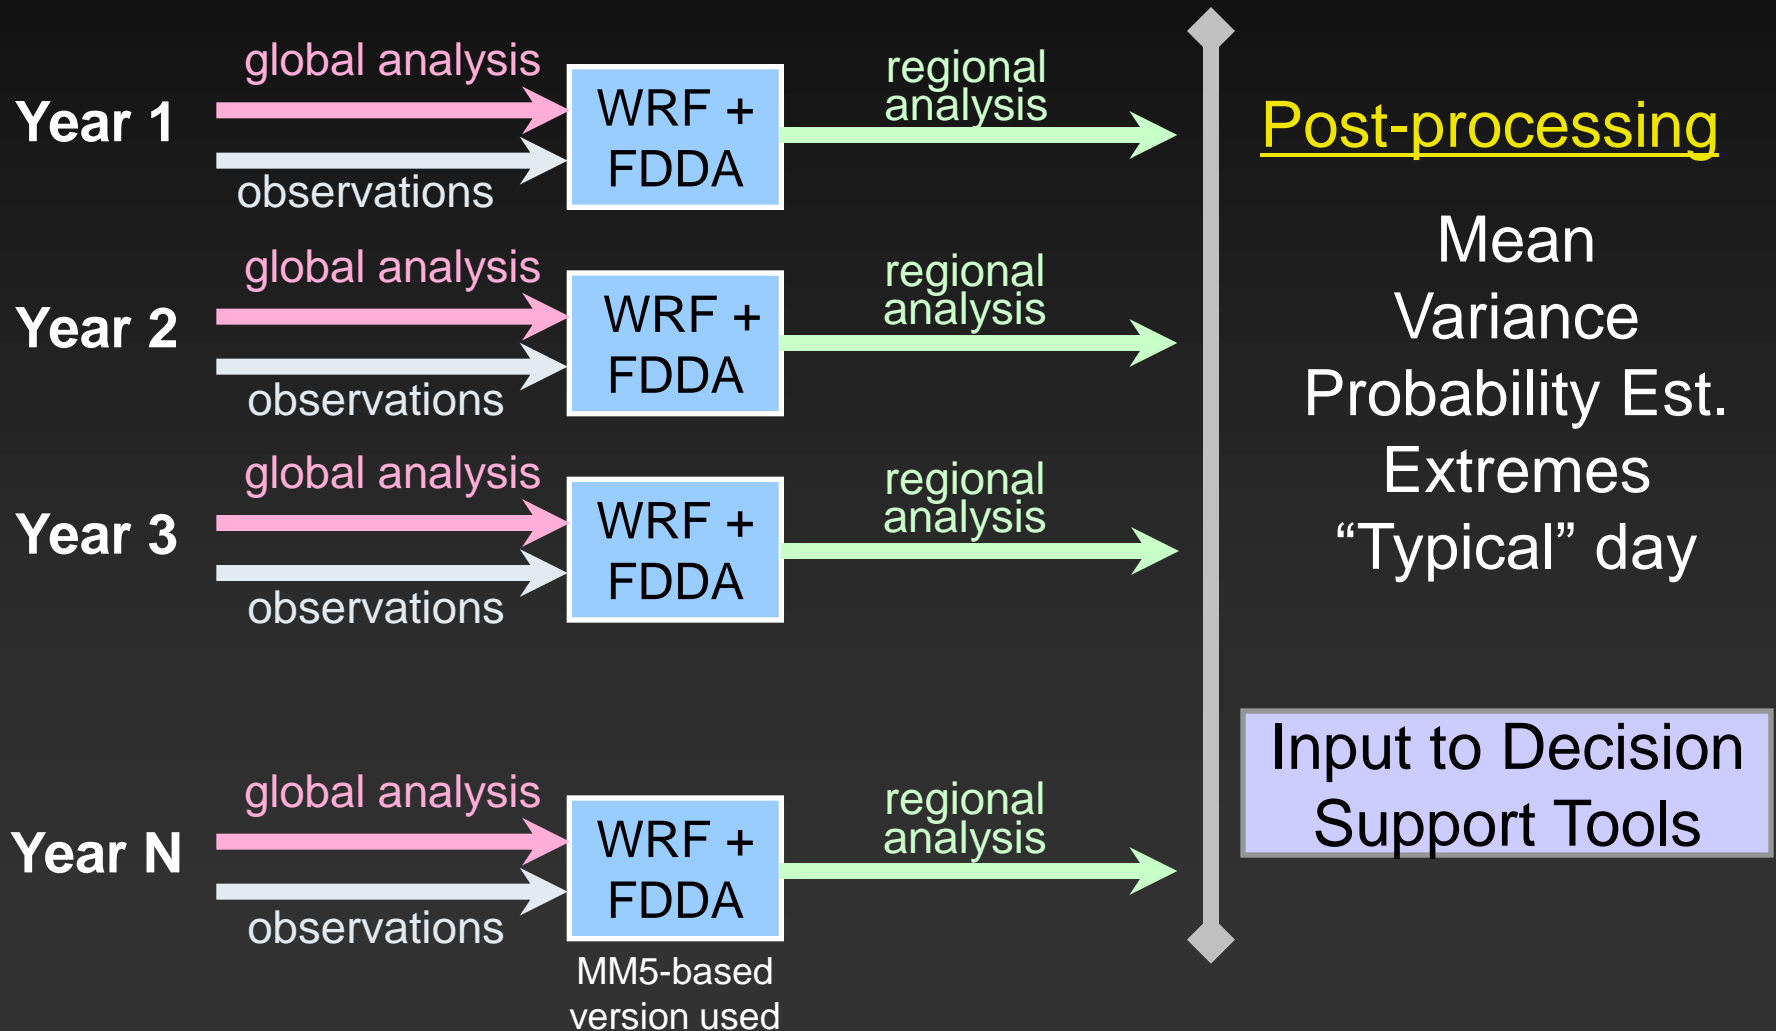 global analysis
Year 1
observations
WRF +
FDDA
regional
analysis
global analysis
Year 2
observations
WRF +
FDDA
regional
analysis
global analysis
Year 3
observations
WRF +
FDDA
regional
analysis
global analysis
Year N
observations
WRF +
FDDA
regional
analysis
MM5-based
version used
Post-processing
Mean
Variance
Probability Est.
Extremes
“Typical” day
Input to Decision
Support Tools